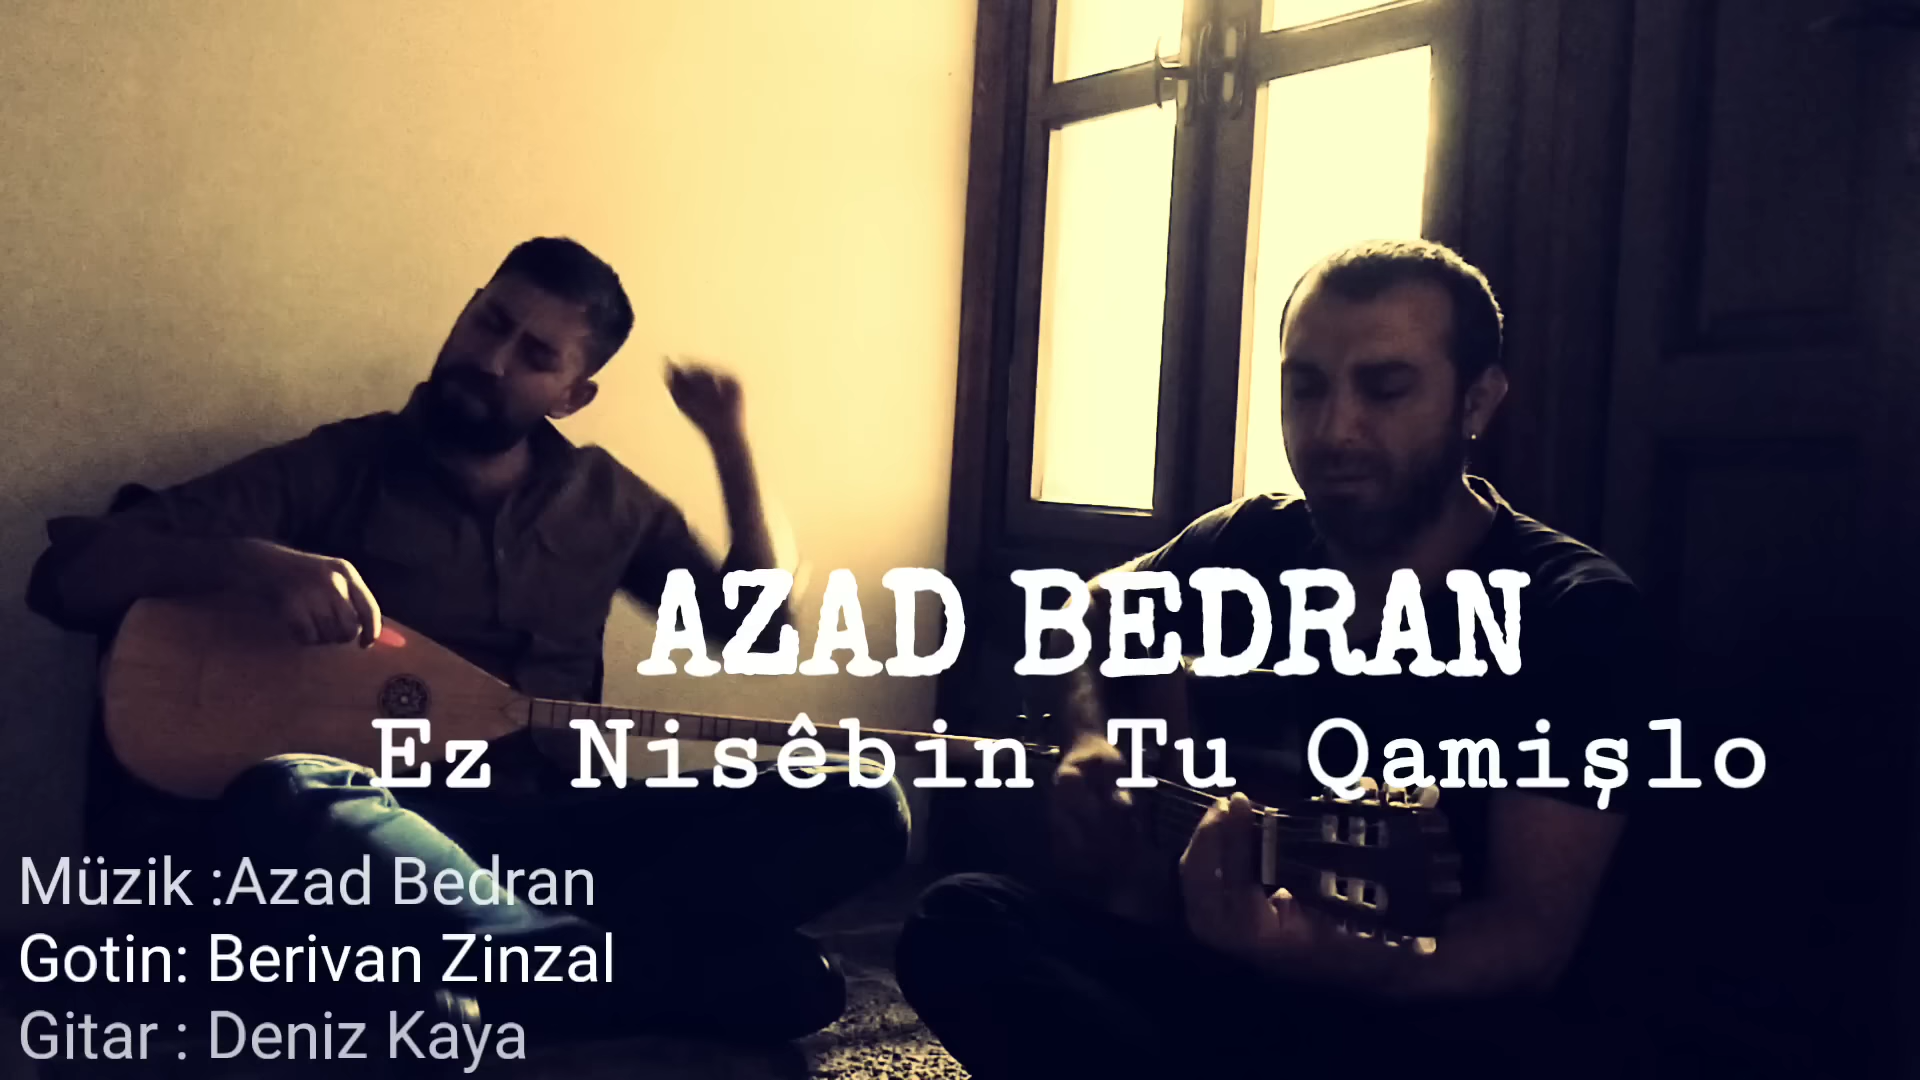 AZAD BEDRAN
Ez Nisêbin Tu Qamişlo
Müzik :Azad Bedran
Gotin: Berivan Zinzal
Gitar : Deniz Kaya